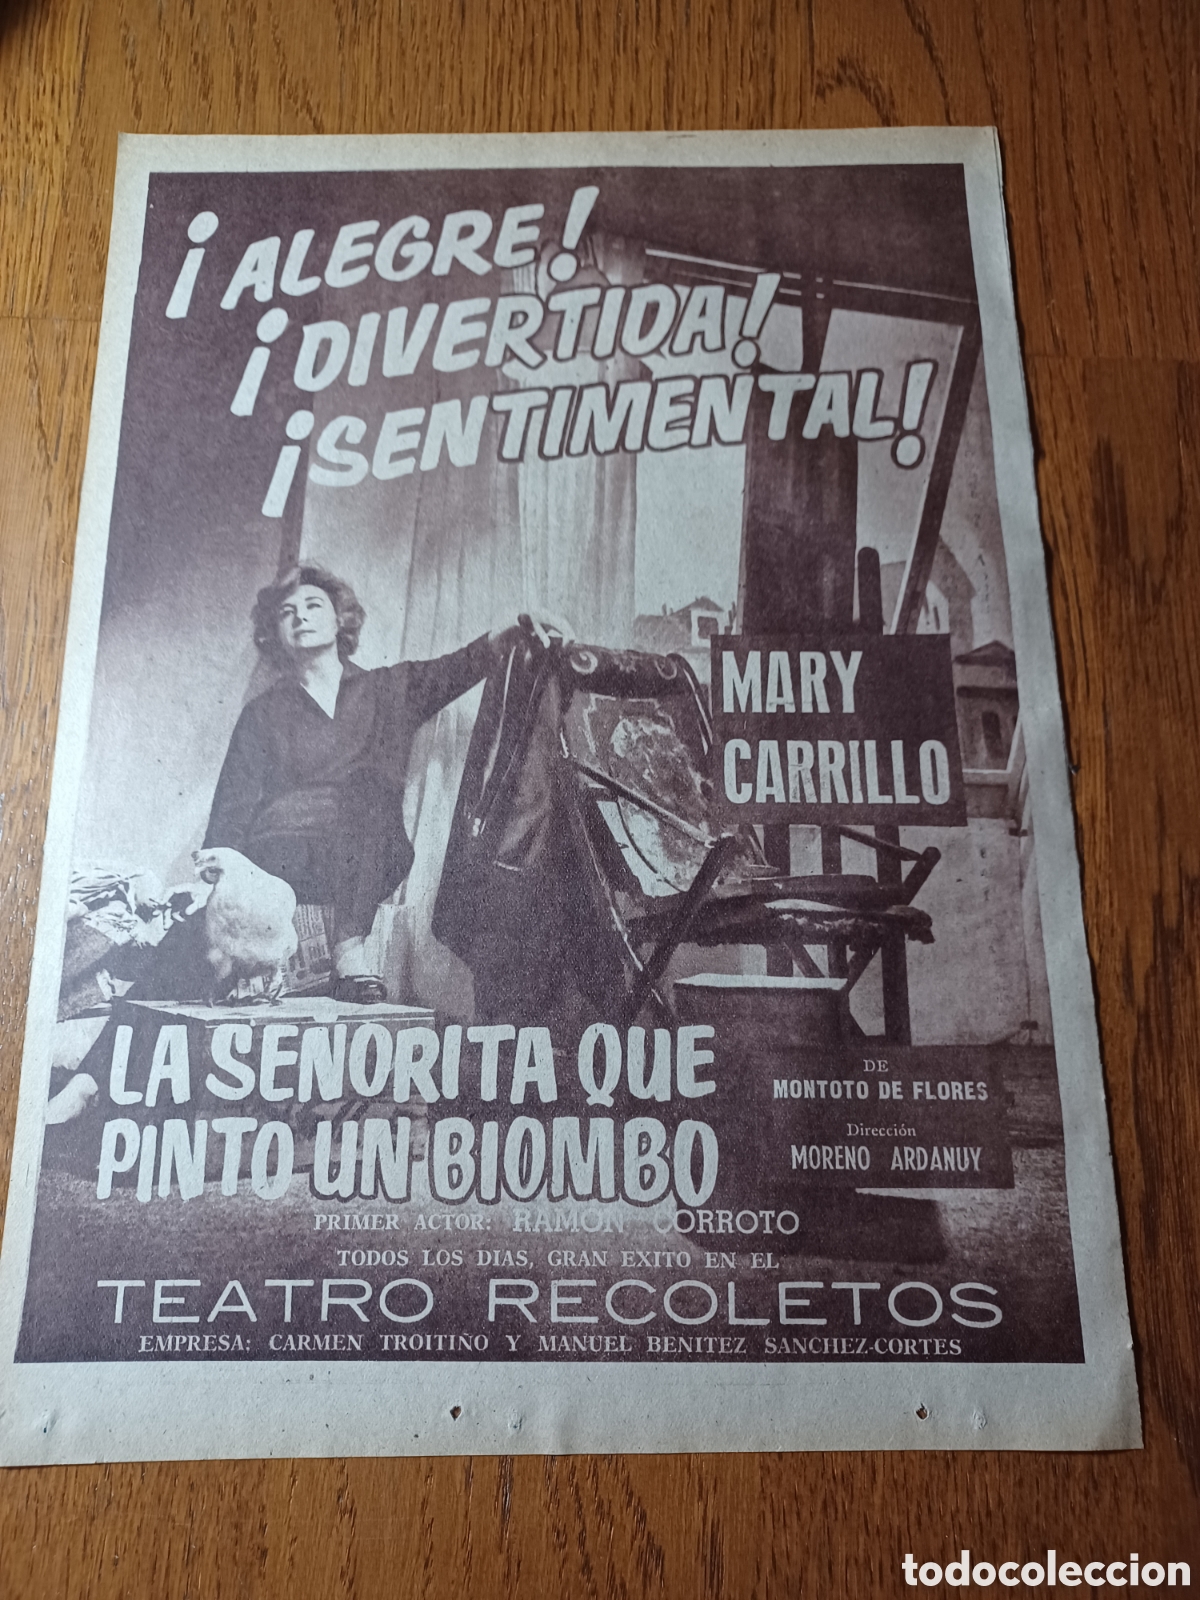 ¡ALEGRE!
¡DIVERTIDA!
¡SENTIMENTAL!
MARY
CARRILLO
LA SEÑORITA QUE
PINTO UN BIOMBO
DE
MONTOTO DE FLORES
Dirección
MORENO ARDANUY
PRIMER ACTOR: RAMON CORROTO
TODOS LOS DIAS, GRAN EXITO EN EL
TEATRO RECOLETOS
EMPRESA: CARMEN TROITIÑO Y MANUEL BENITEZ SANCHEZ-CORTES
todocoleccion